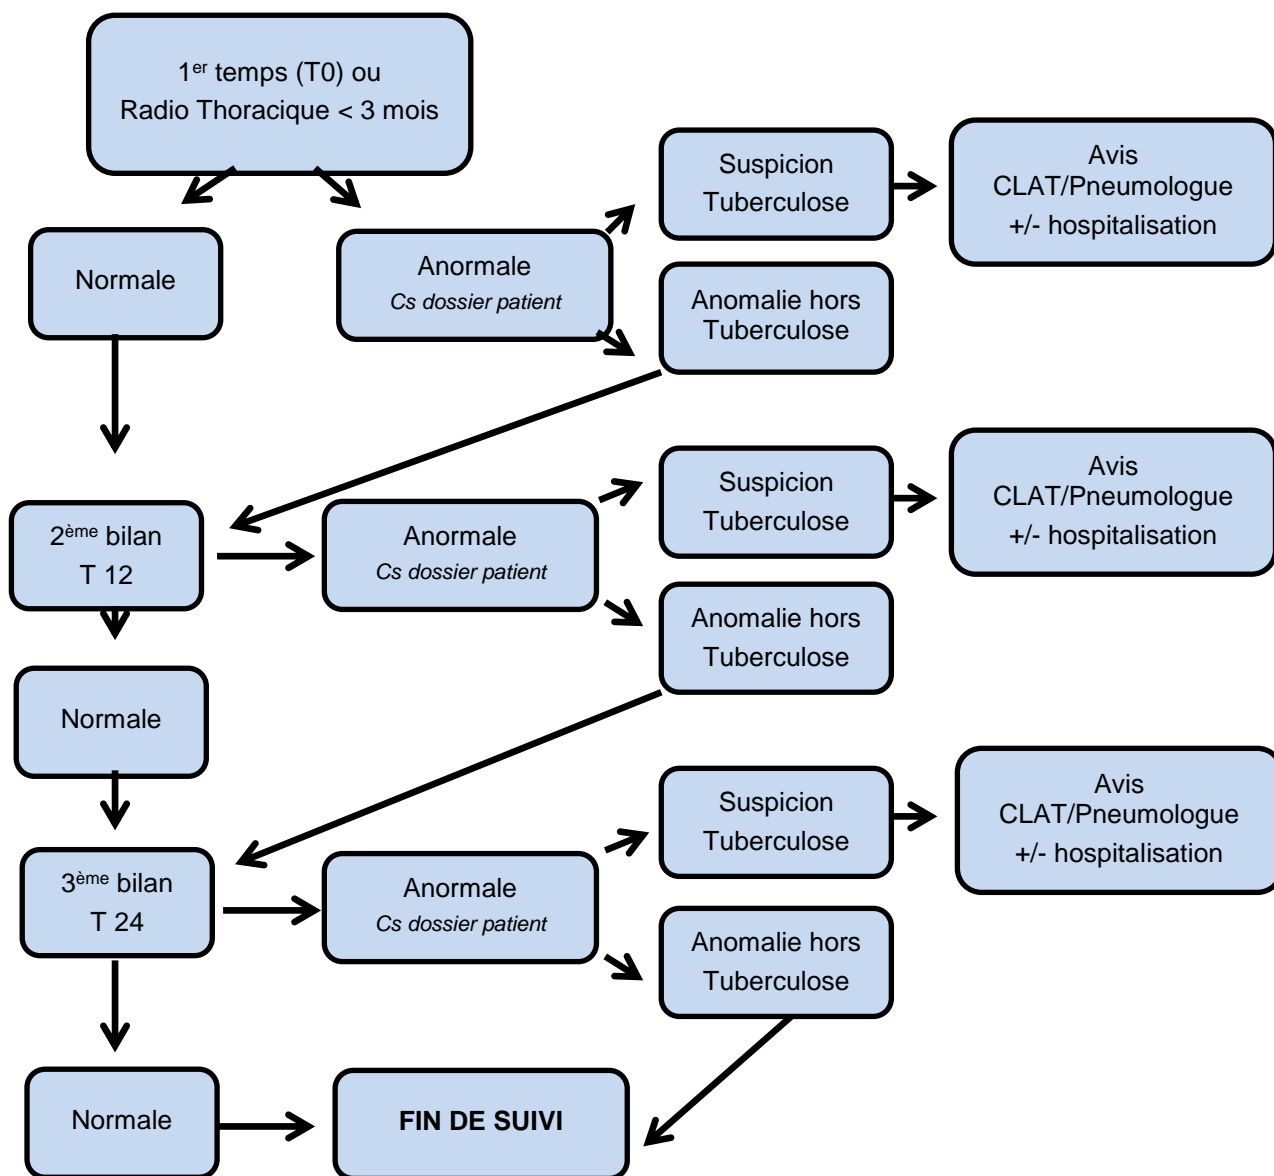 1er temps (T0) ou
Radio Thoracique < 3 mois
Suspicion
Tuberculose
Avis
CLAT/Pneumologue
+/- hospitalisation
Normale
Anormale
Cs dossier patient
Anomalie hors
Tuberculose
2ème bilan
T 12
Anormale
Cs dossier patient
Suspicion
Tuberculose
Avis
CLAT/Pneumologue
+/- hospitalisation
Anomalie hors
Tuberculose
Normale
3ème bilan
T 24
Anormale
Cs dossier patient
Suspicion
Tuberculose
Avis
CLAT/Pneumologue
+/- hospitalisation
Anomalie hors
Tuberculose
Normale
FIN DE SUIVI